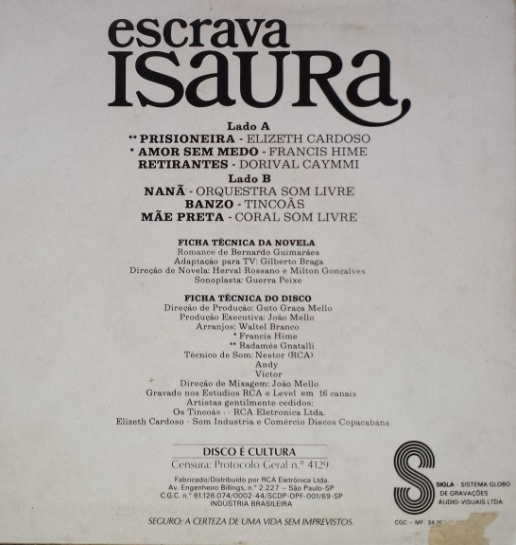 escrava
ISAURA
Lado A
** PRISIONEIRA - ELIZETH CARDOSO
* AMOR SEM MEDO - FRANCIS HIME
RETIRANTES - DORIVAL CAYMMI
Lado B
NANÃ - ORQUESTRA SOM LIVRE
BANZO - TINCOÃS
MÃE PRETA - CORAL SOM LIVRE
FICHA TÉCNICA DA NOVELA
Romance de Bernardo Guimarães
Adaptação para TV: Gilberto Braga
Direção de Novela: Herval Rossano e Milton Gonçalves
Sonoplasta: Guerra Peixe
FICHA TÉCNICA DO DISCO
Direção de Produção: Guto Graça Mello
Produção Executiva: João Mello
Arranjos: Waltel Branco
* Francis Hime
** Radamés Gnatalli
Técnico de Som: Nestor (RCA)
Andy
Victor
Direção de Mixagem: João Mello
Gravado nos Estudios RCA e Level em 16 canais
Artistas gentilmente cedidos:
Os Tincoãs - RCA Eletronica Ltda.
Elizeth Cardoso - Som Industria e Comércio Discos Copacabana
DISCO É CULTURA
Censura: Protocolo Geral n.º 4129
Fabricado/Distribuido por RCA Eletrônica Ltda.
Av. Engenheiro Billings, n.º 2.227 - São Paulo-SP
C.G.C. n.º 61.126.074/0002-44/SCDP-DPF-001/69-SP
INDÚSTRIA BRASILEIRA
SIGLA - SISTEMA GLOBO
DE GRAVAÇÕES
ÁUDIO-VISUAIS LTDA.
CGC - MF 34.
SEGURO: A CERTEZA DE UMA VIDA SEM IMPREVISTOS.